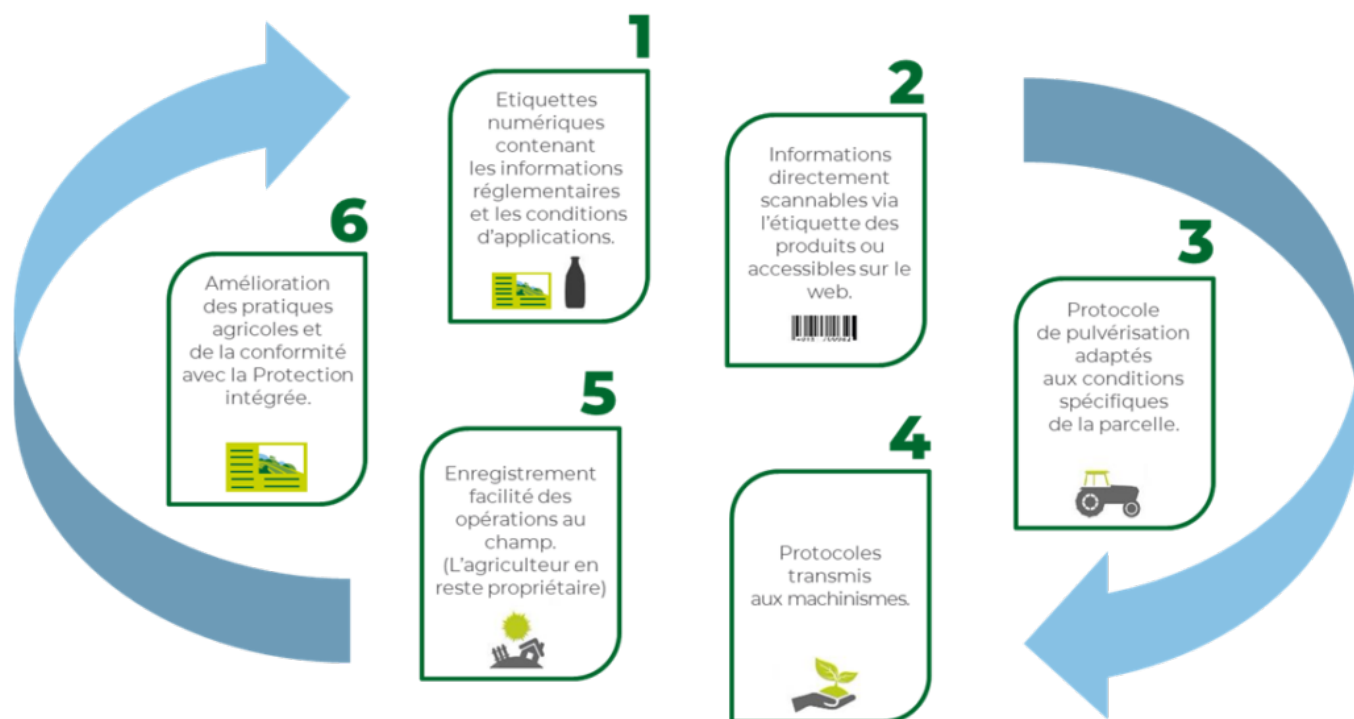 1
Etiquettes
numériques
contenant
les informations
réglementaires
et les conditions
d'applications.
2
Informations
directement
scannables via
l'étiquette des
produits ou
accessibles sur le
web.
3
Protocole
de pulvérisation
adaptés
aux conditions
spécifiques
de la parcelle.
4
Protocoles
transmis
aux machinismes.
5
Enregistrement
facilité des
opérations au
champ.
(L'agriculteur en
reste propriétaire)
6
Amélioration
des pratiques
agricoles et
de la conformité
avec la Protection
intégrée.